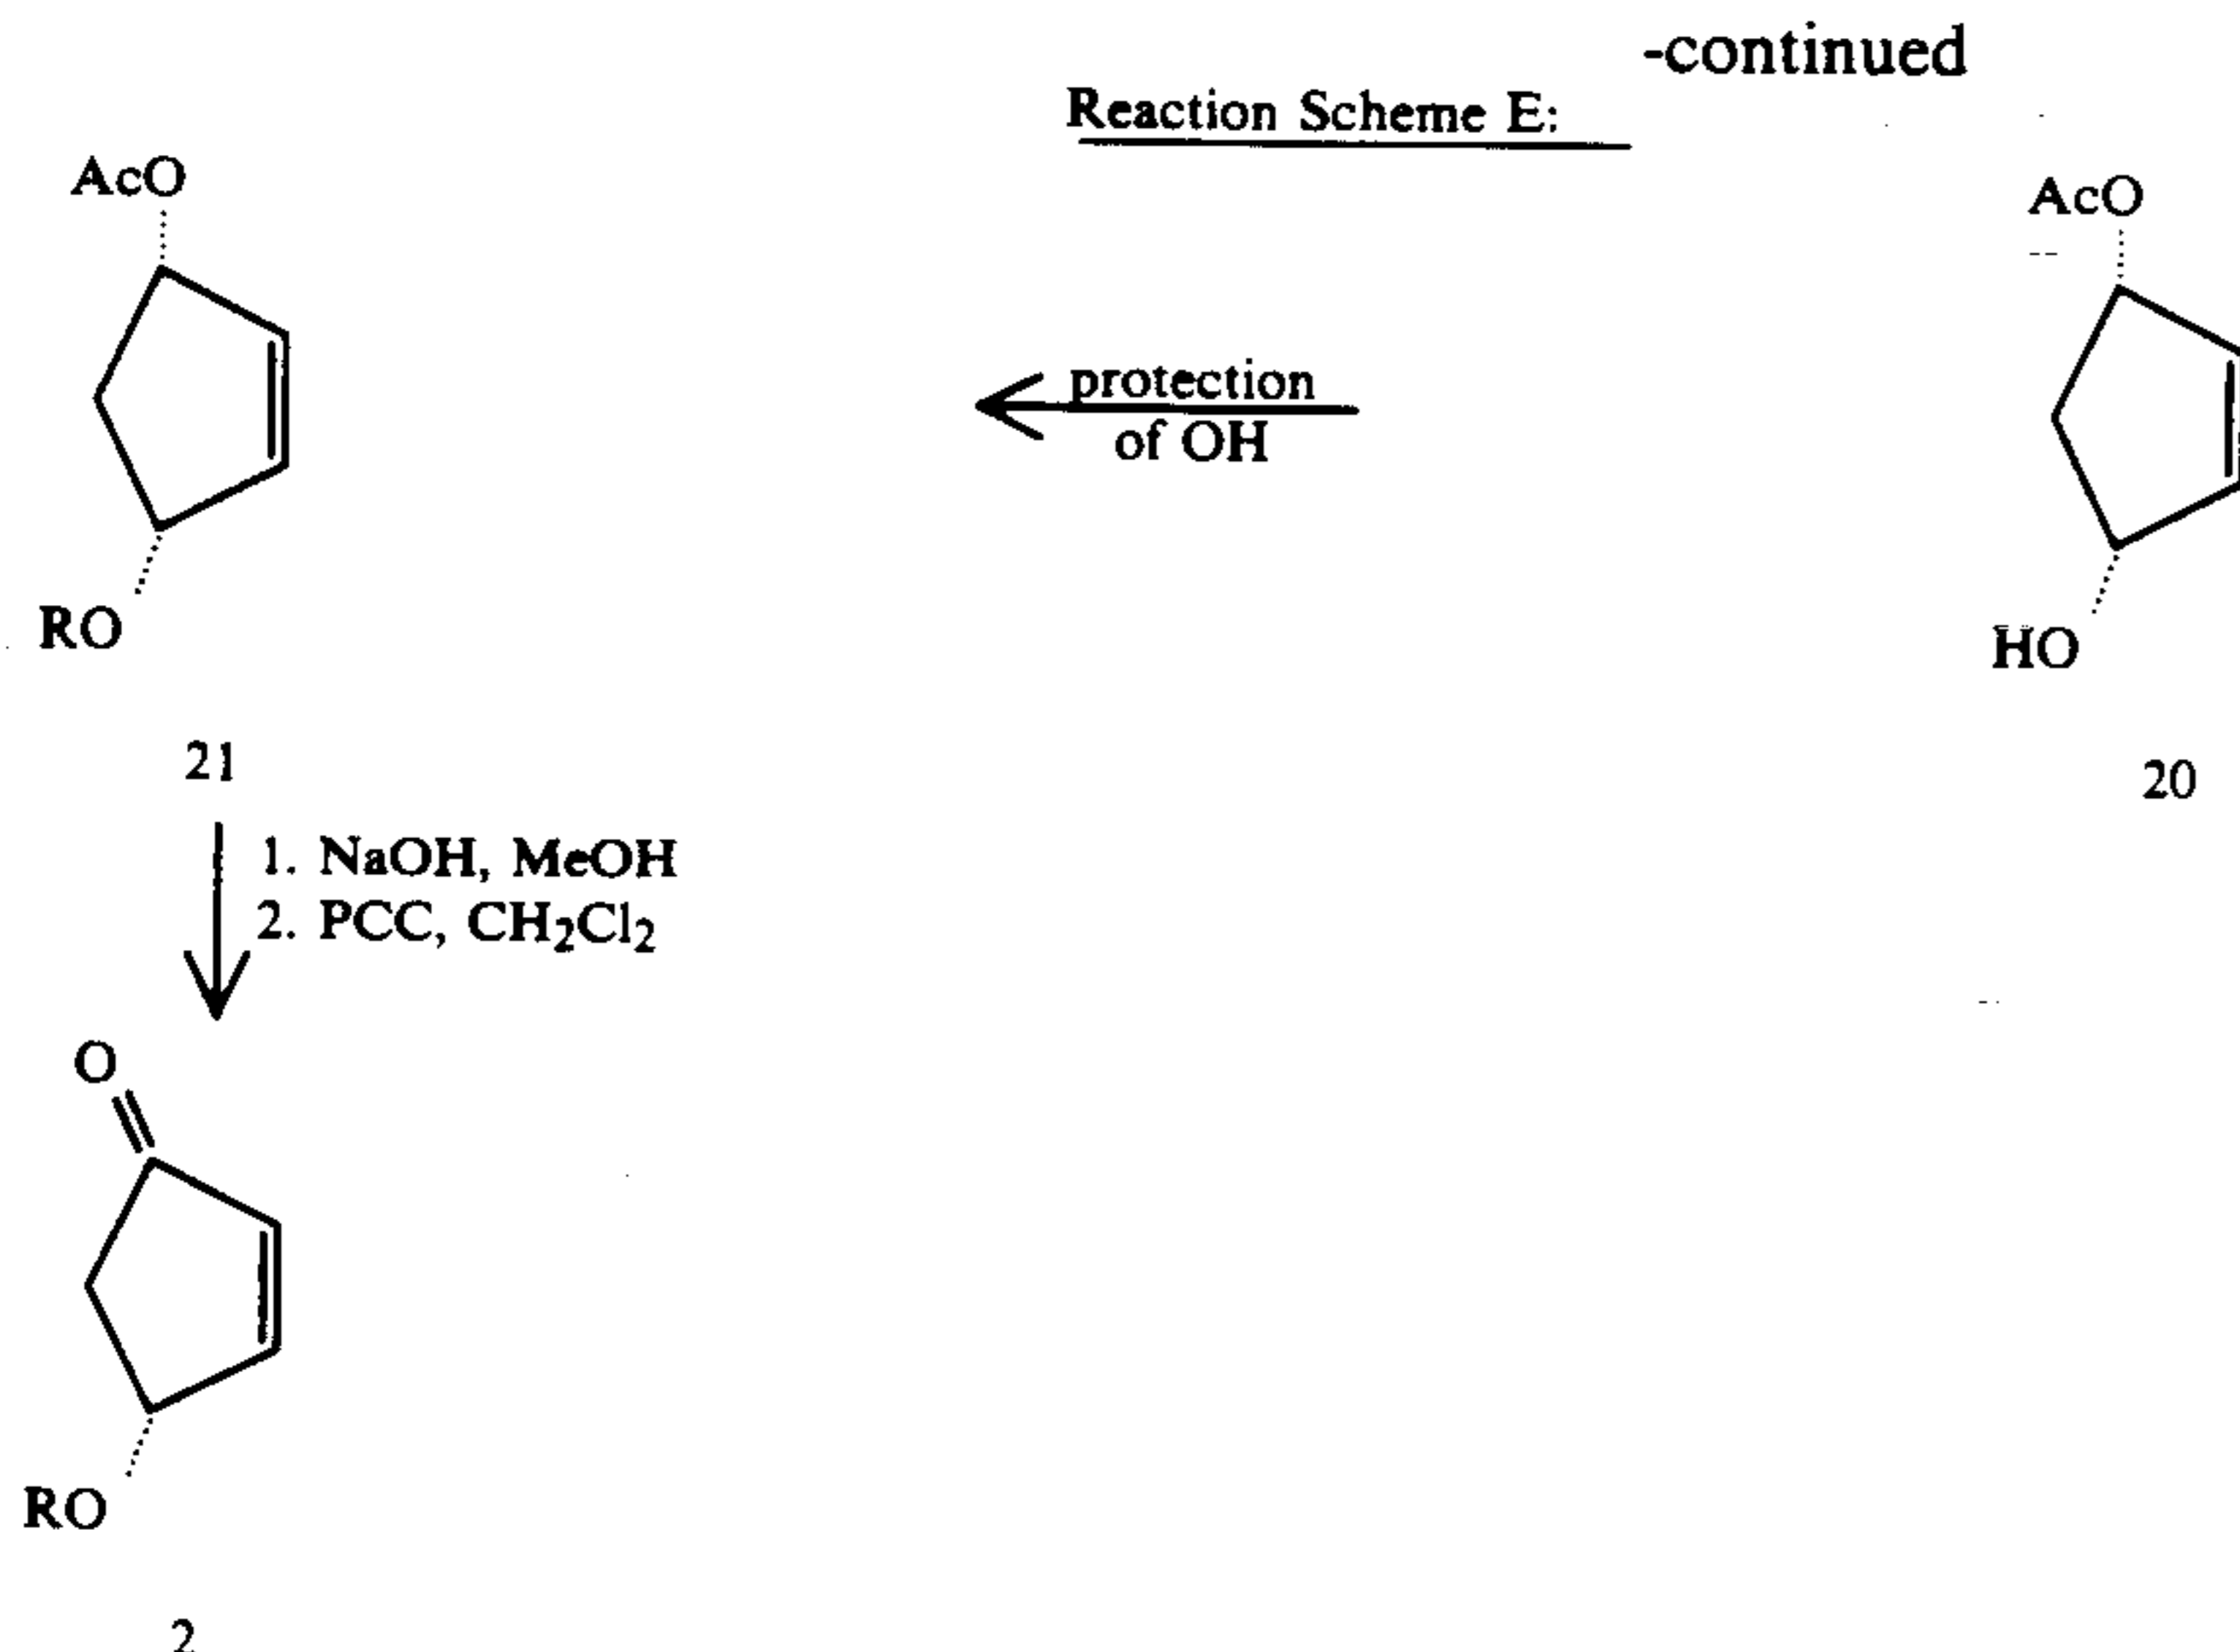 -continued
Reaction Scheme E:
AcO
AcO
protection
of OH
RO
HO
21
20
1. NaOH, MeOH
2. PCC, CH₂Cl₂
O
RO
2